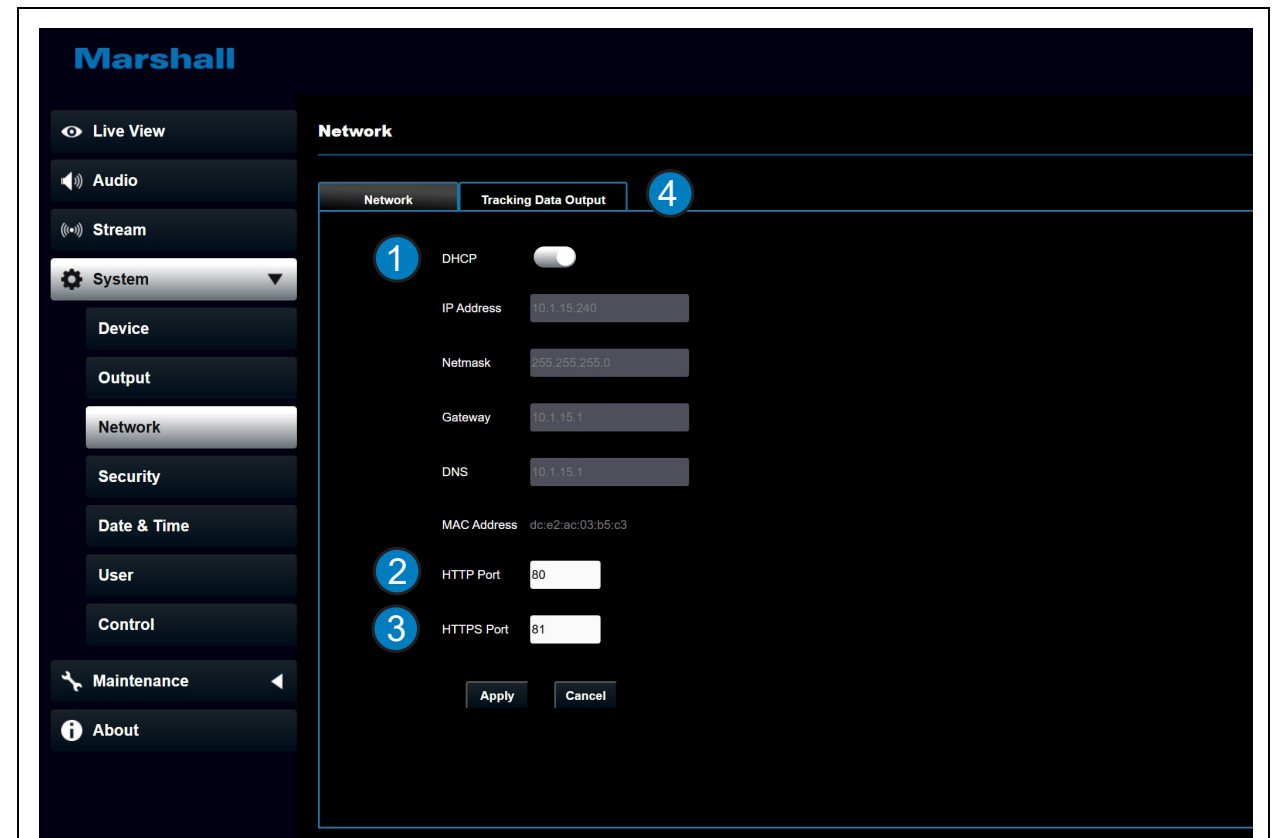 Marshall
Live View
Audio
Stream
System
Device
Output
Network
Security
Date & Time
User
Control
Maintenance
About
Network
Network Tracking Data Output 4
1 DHCP
IP Address 10.1.15.240
Netmask 255.255.255.0
Gateway 10.1.15.1
DNS 10.1.15.1
MAC Address dc:e2:ac:03:b5:c3
2 HTTP Port 80
3 HTTPS Port 81
Apply Cancel